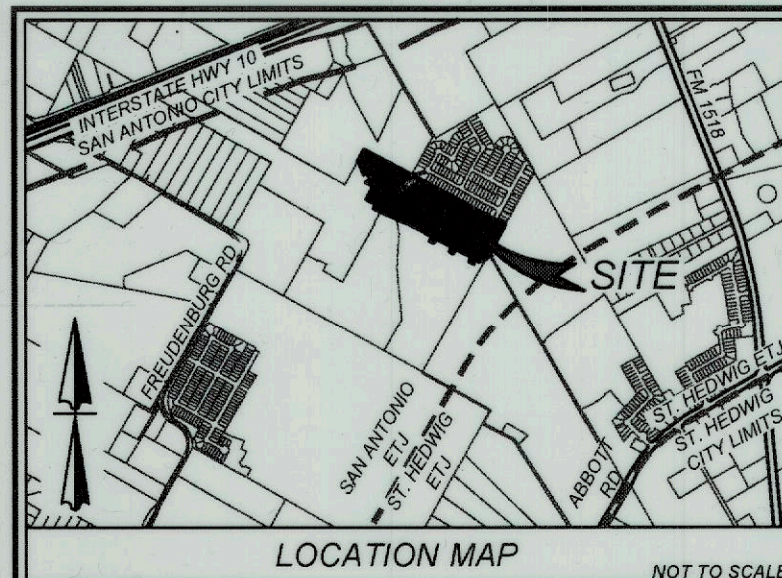 INTERSTATE HWY 10
SAN ANTONIO CITY LIMITS
FM 1518
SITE
FREUDENBURG RD
SAN ANTONIO
ETJ
ST. HEDWIG
ETJ
ABBOTT
RD
ST. HEDWIG ETJ
ST. HEDWIG
CITY LIMITS
LOCATION MAP
NOT TO SCALE